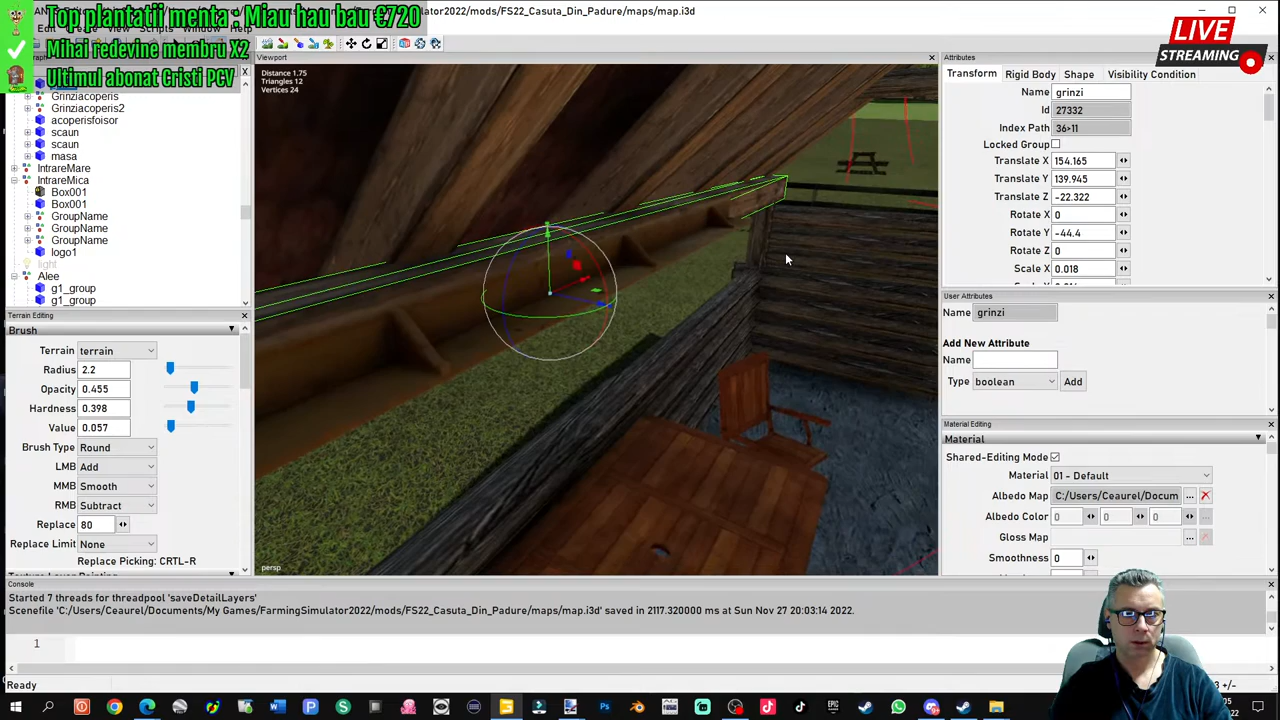 Top plantatii menta : Miau hau bau €720
Mihai redevine membru X2
Ultimul abonat Cristi PCV
Simulator2022/mods/FS22_Casuta_Din_Padure/maps/map.i3d
LIVE
STREAMING
Viewport
Attributes
Distance 1.75
Triangles 12
Vertices 24
persp
Grinziacoperis
Grinziacoperis2
acoperisfoisor
scaun
scaun
masa
IntrareMare
IntrareMica
Box001
Box001
GroupName
GroupName
GroupName
logo1
light
Alee
g1_group
g1_group
Terrain Editing
Brush
Terrain terrain
Radius 2.2
Opacity 0.455
Hardness 0.398
Value 0.057
Brush Type Round
LMB Add
MMB Smooth
RMB Subtract
Replace 80
Replace Limit None
Replace Picking: CRTL-R
Transform Rigid Body Shape Visibility Condition
Name grinzi
Id 27332
Index Path 36>11
Locked Group
Translate X 154.165
Translate Y 139.945
Translate Z -22.322
Rotate X 0
Rotate Y -44.4
Rotate Z 0
Scale X 0.018
User Attributes
Name grinzi
Add New Attribute
Name
Type boolean Add
Material Editing
Material
Shared-Editing Mode
Material 01 - Default
Albedo Map C:/Users/Ceaurel/Docum ...
Albedo Color 0 0 0 ...
Gloss Map ...
Smoothness 0
Console
Started 7 threads for threadpool 'saveDetailLayers'
Scenefile 'C:/Users/Ceaurel/Documents/My Games/FarmingSimulator2022/mods/FS22_Casuta_Din_Padure/maps/map.i3d' saved in 2117.320000 ms at Sun Nov 27 20:03:14 2022.
1
Ready